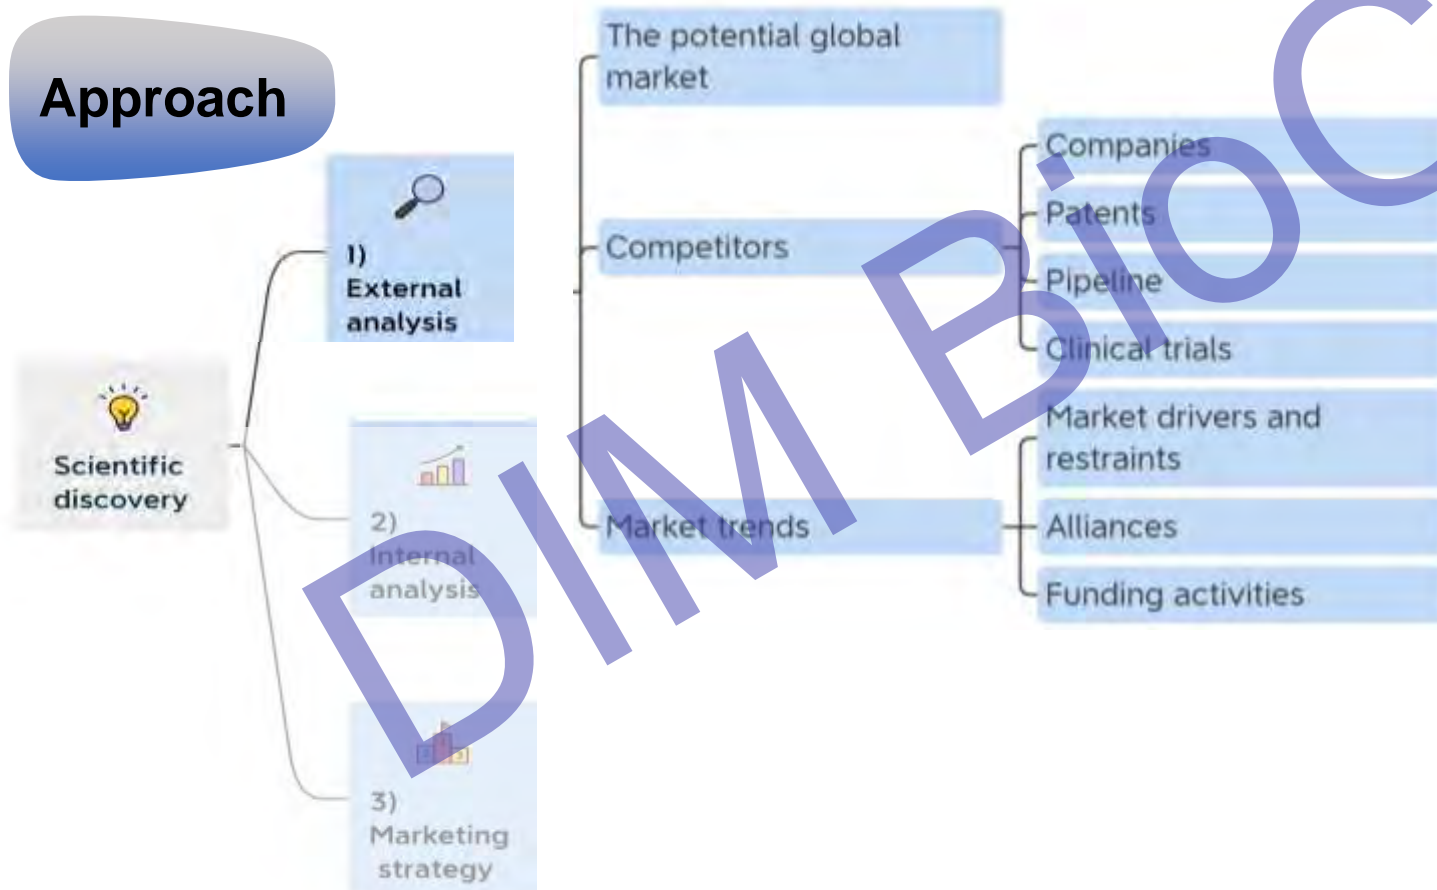 Approach
The potential global
market
Companies
Patents
Competitors
Pipeline
Clinical trials
1)
External
analysis
Scientific
discovery
2)
Internal
analysis
Market drivers and
restraints
Market trends
Alliances
Funding activities
3)
Marketing
strategy
DIM BioC